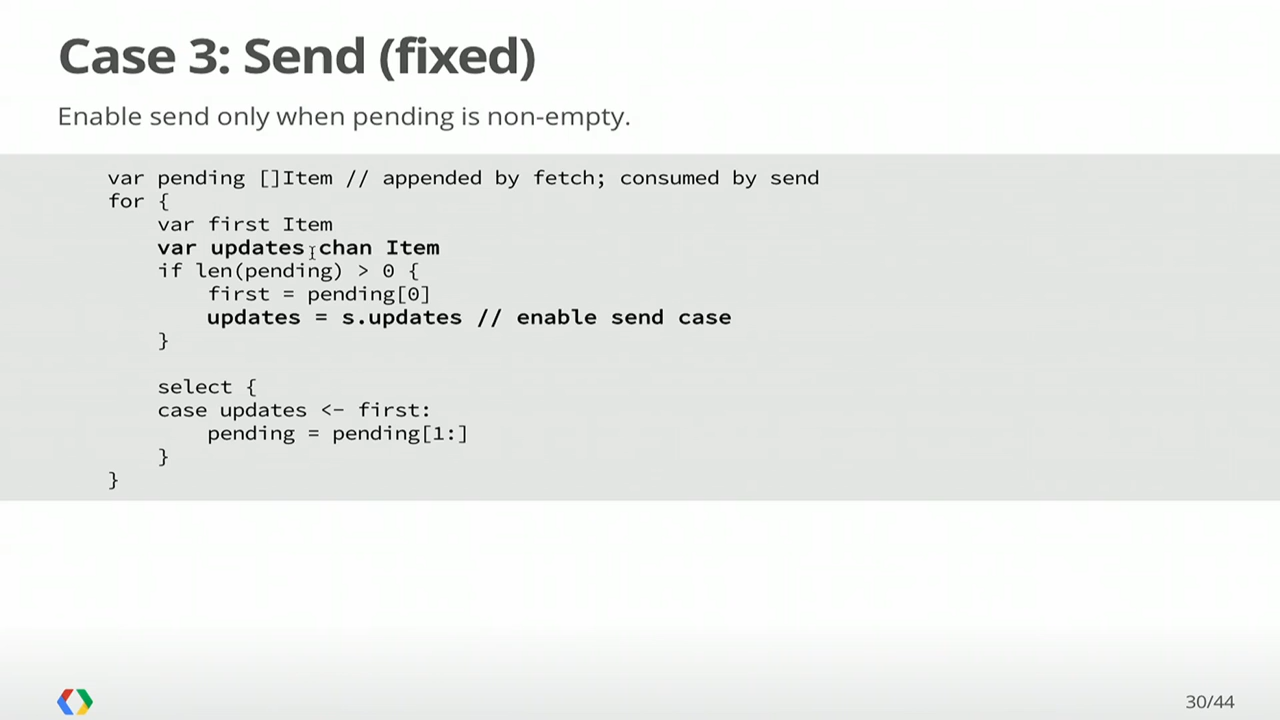 Case 3: Send (fixed)
Enable send only when pending is non-empty.
var pending []Item // appended by fetch; consumed by send
for {
    var first Item
    var updates chan Item
    if len(pending) > 0 {
        first = pending[0]
        updates = s.updates // enable send case
    }
    select {
    case updates <- first:
        pending = pending[1:]
    }
}
30/44